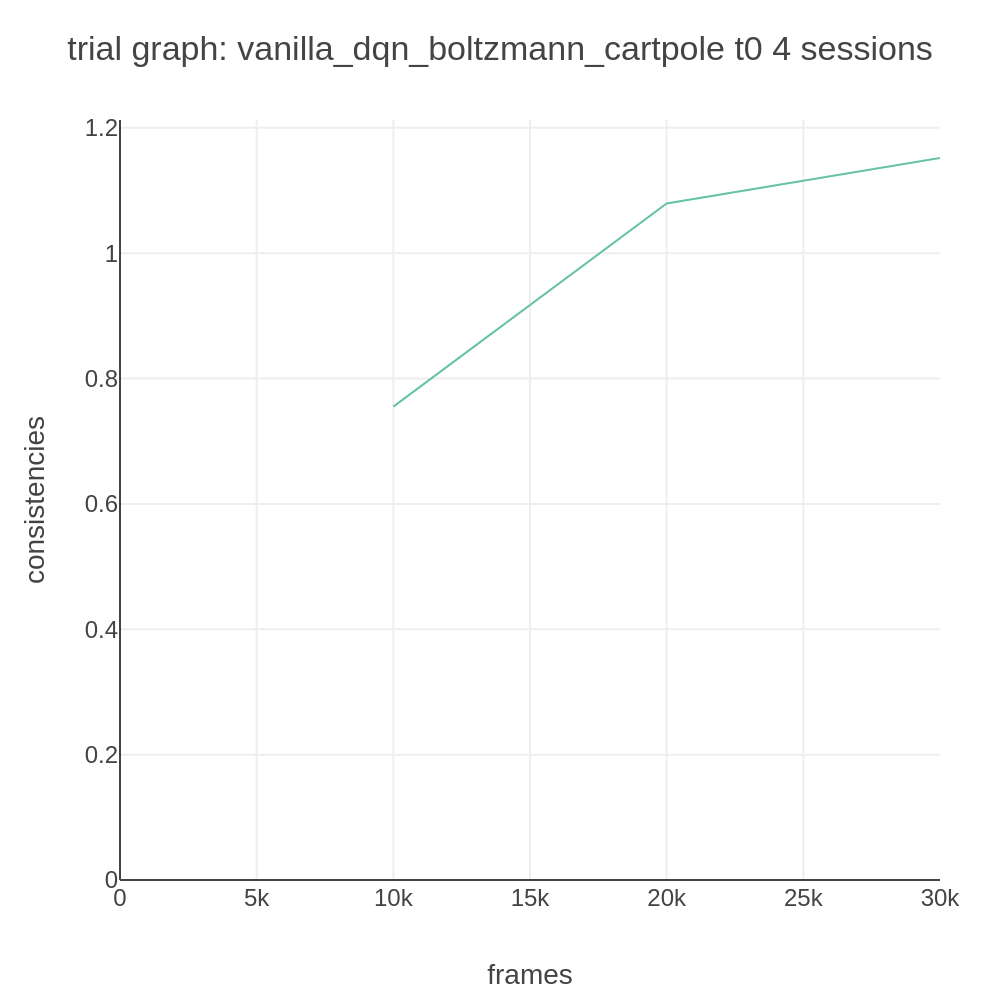 trial graph: vanilla_dqn_boltzmann_cartpole t0 4 sessions
1.2
1
0.8
0.6
0.4
0.2
0
consistencies
0
5k
10k
15k
20k
25k
30k
frames